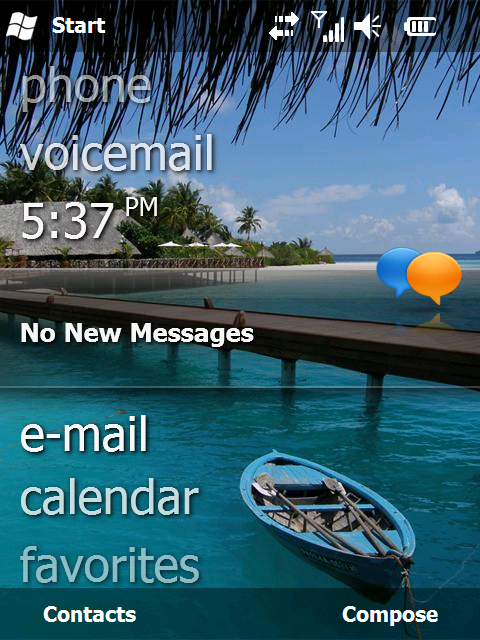 Start
phone
voicemail
5:37 PM
No New Messages
e-mail
calendar
favorites
Contacts Compose